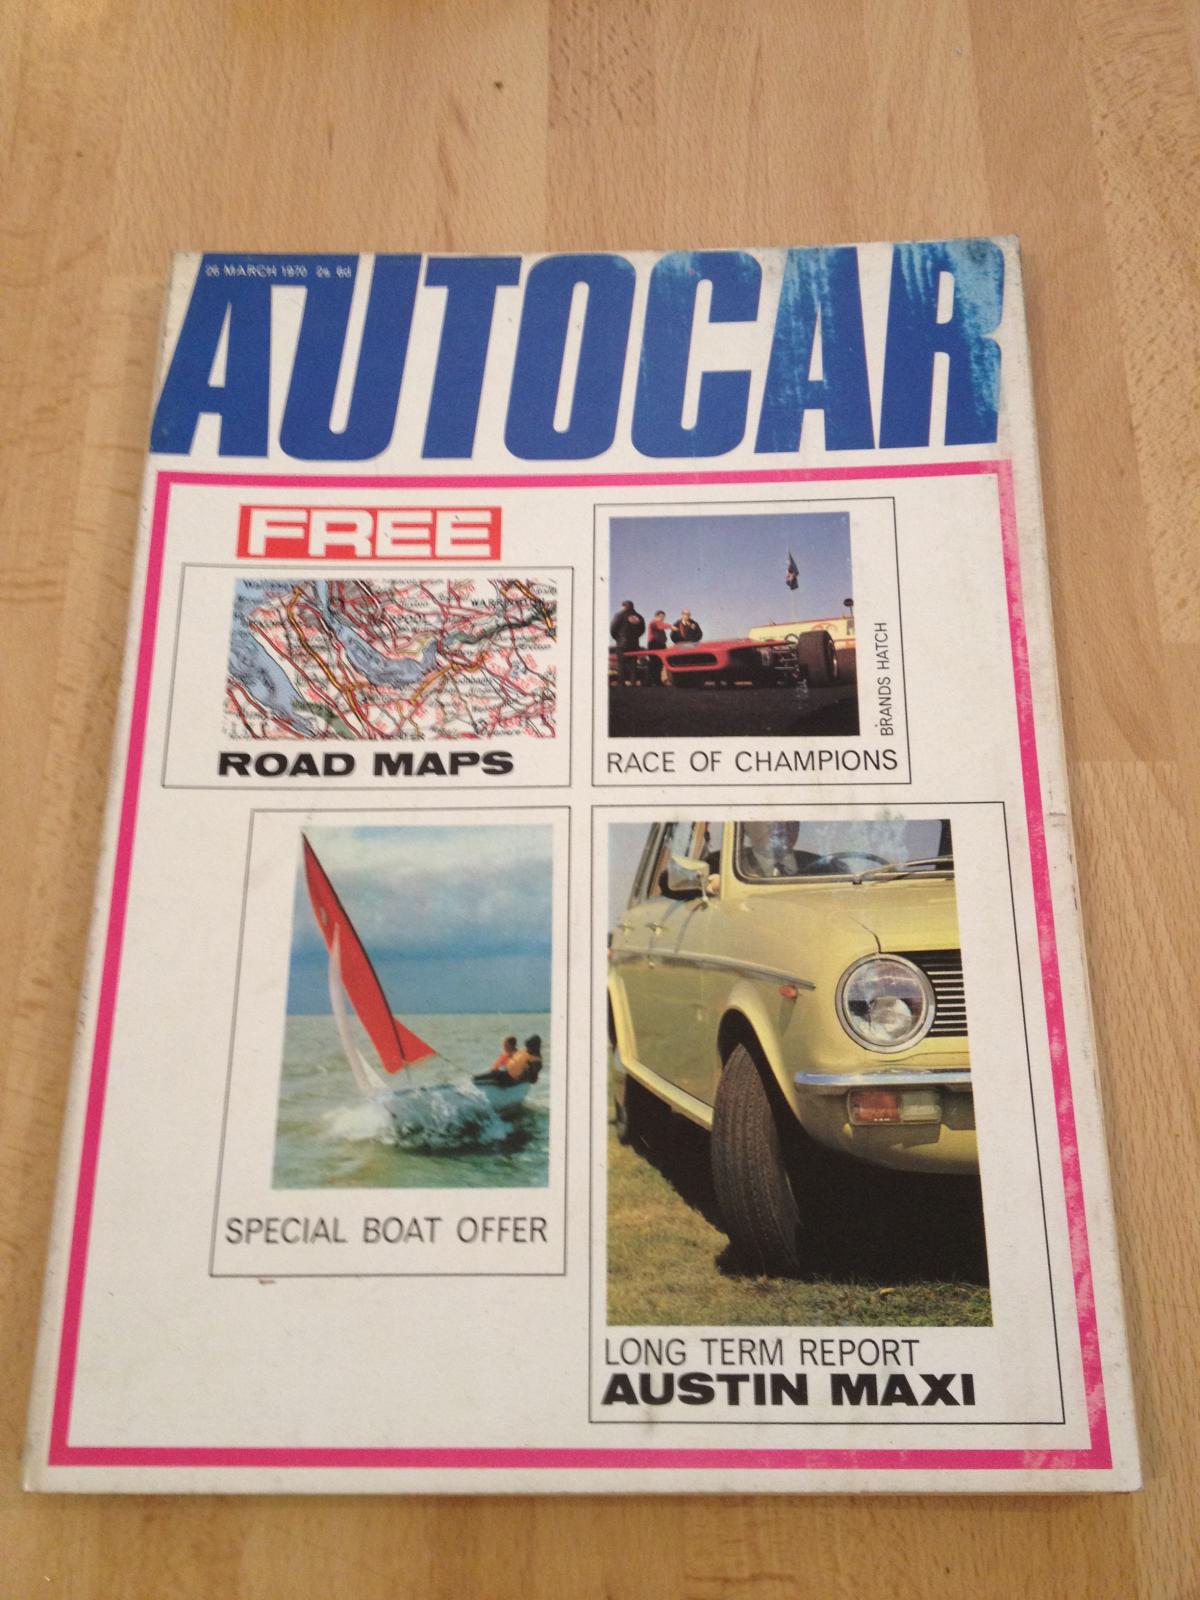 26 MARCH 1970 2s 6d
AUTOCAR
FREE
WARRINGTON
ROAD MAPS
BRANDS HATCH
RACE OF CHAMPIONS
SPECIAL BOAT OFFER
LONG TERM REPORT
AUSTIN MAXI